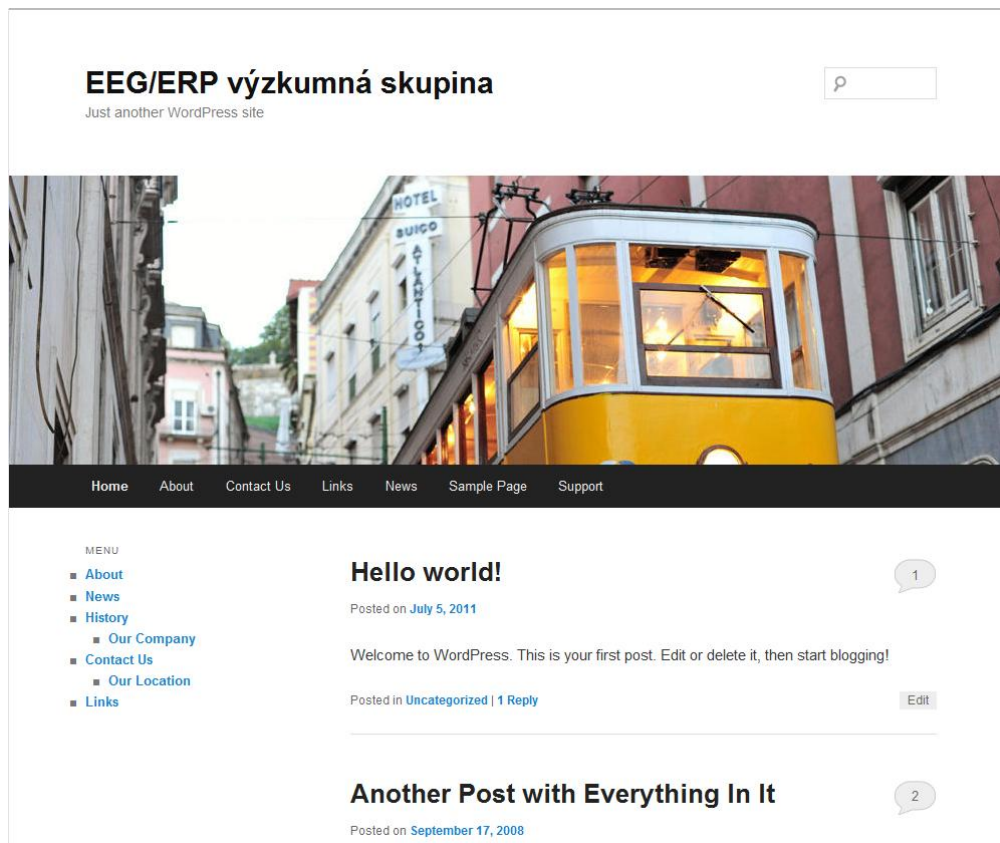 EEG/ERP výzkumná skupina
Just another WordPress site
HOTEL
SUIÇO
ATLANTICO
Home About Contact Us Links News Sample Page Support
MENU
About
News
History
Our Company
Contact Us
Our Location
Links
Hello world!
1
Posted on July 5, 2011
Welcome to WordPress. This is your first post. Edit or delete it, then start blogging!
Posted in Uncategorized | 1 Reply
Edit
Another Post with Everything In It
2
Posted on September 17, 2008